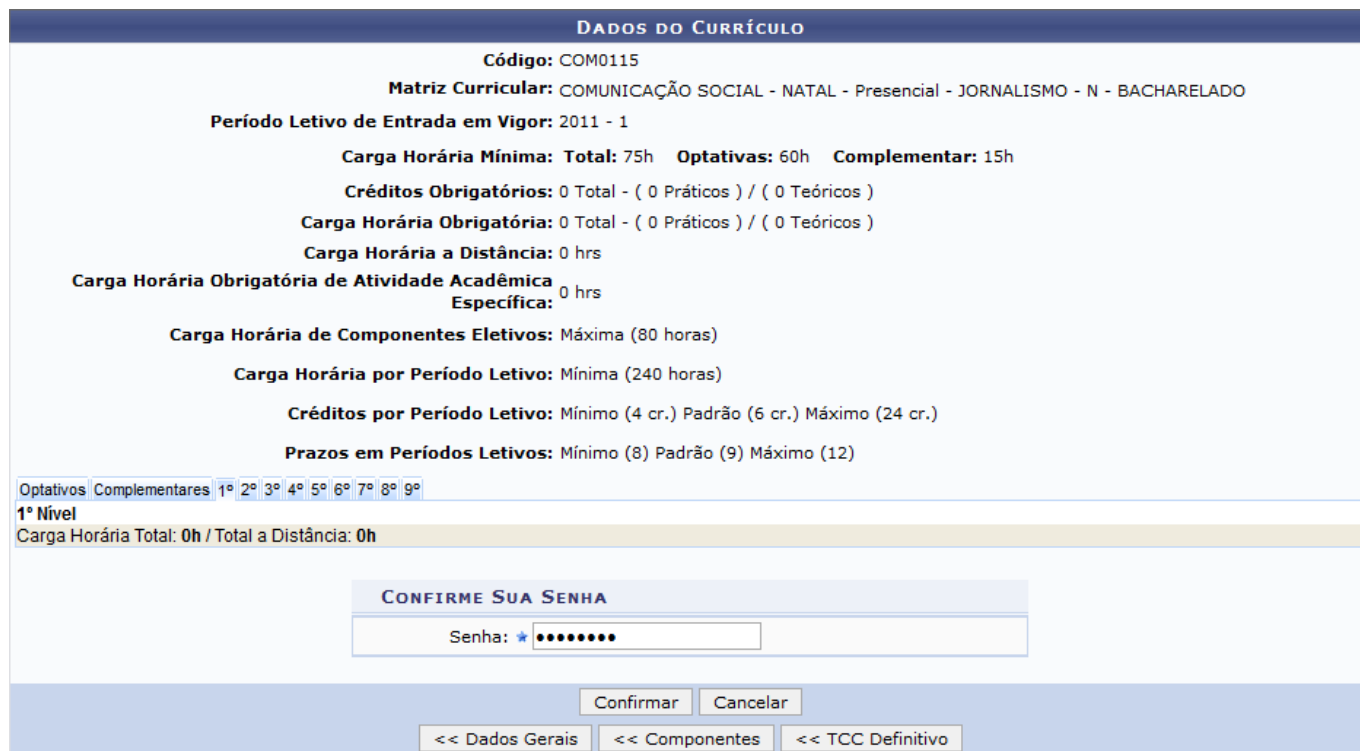 DADOS DO CURRÍCULO
Código: COM0115
Matriz Curricular: COMUNICAÇÃO SOCIAL - NATAL - Presencial - JORNALISMO - N - BACHARELADO
Período Letivo de Entrada em Vigor: 2011 - 1
Carga Horária Mínima: Total: 75h Optativas: 60h Complementar: 15h
Créditos Obrigatórios: 0 Total - ( 0 Práticos ) / ( 0 Teóricos )
Carga Horária Obrigatória: 0 Total - ( 0 Práticos ) / ( 0 Teóricos )
Carga Horária a Distância: 0 hrs
Carga Horária Obrigatória de Atividade Acadêmica
Específica: 0 hrs
Carga Horária de Componentes Eletivos: Máxima (80 horas)
Carga Horária por Período Letivo: Mínima (240 horas)
Créditos por Período Letivo: Mínimo (4 cr.) Padrão (6 cr.) Máximo (24 cr.)
Prazos em Períodos Letivos: Mínimo (8) Padrão (9) Máximo (12)
Optativos Complementares 1º 2º 3º 4º 5º 6º 7º 8º 9º
1º Nível
Carga Horária Total: 0h / Total a Distância: 0h
CONFIRME SUA SENHA
Senha: ••••••••
Confirmar Cancelar
<< Dados Gerais << Componentes << TCC Definitivo